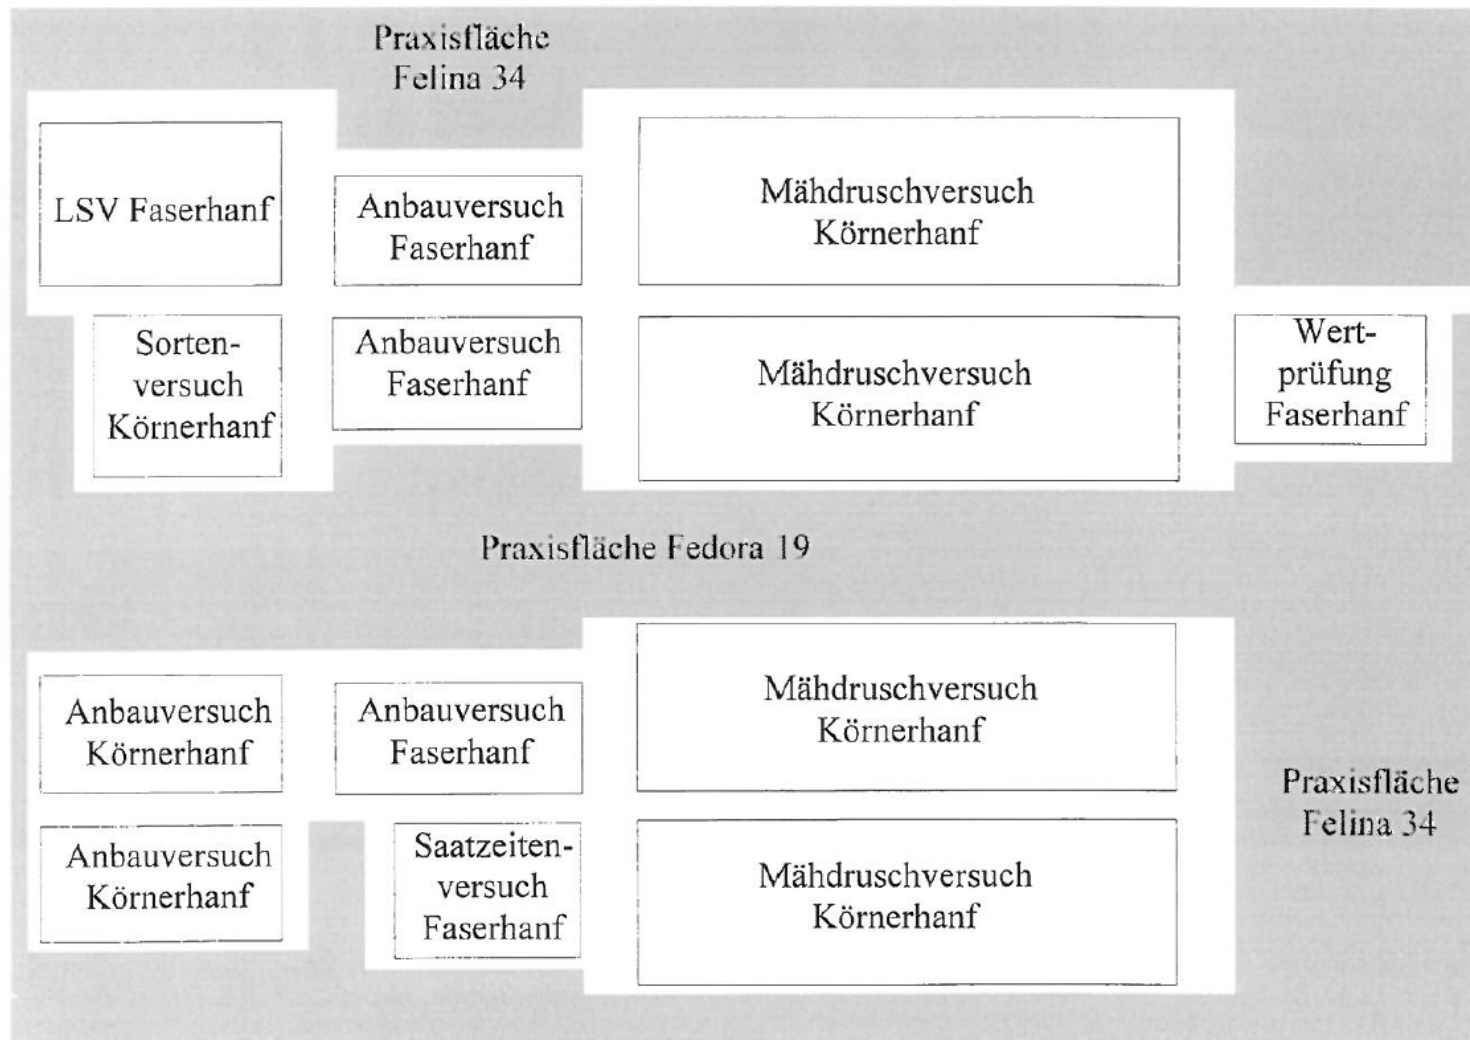 Praxisfläche
Felina 34
LSV Faserhanf
Anbauversuch
Faserhanf
Mähdruschversuch
Körnerhanf
Sorten-
versuch
Körnerhanf
Anbauversuch
Faserhanf
Mähdruschversuch
Körnerhanf
Wert-
prüfung
Faserhanf
Praxisfläche Fedora 19
Anbauversuch
Körnerhanf
Anbauversuch
Faserhanf
Mähdruschversuch
Körnerhanf
Praxisfläche
Felina 34
Anbauversuch
Körnerhanf
Saatzeiten-
versuch
Faserhanf
Mähdruschversuch
Körnerhanf